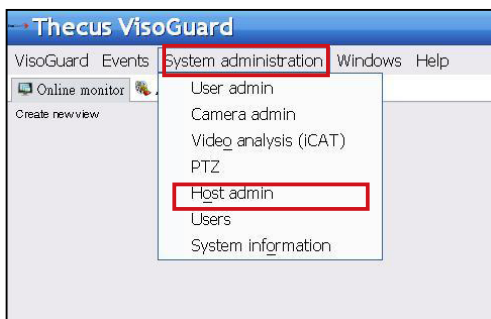 Thecus VisoGuard
VisoGuard Events System administration Windows Help
Online monitor
Create new view
User admin
Camera admin
Video analysis (iCAT)
PTZ
Host admin
Users
System information